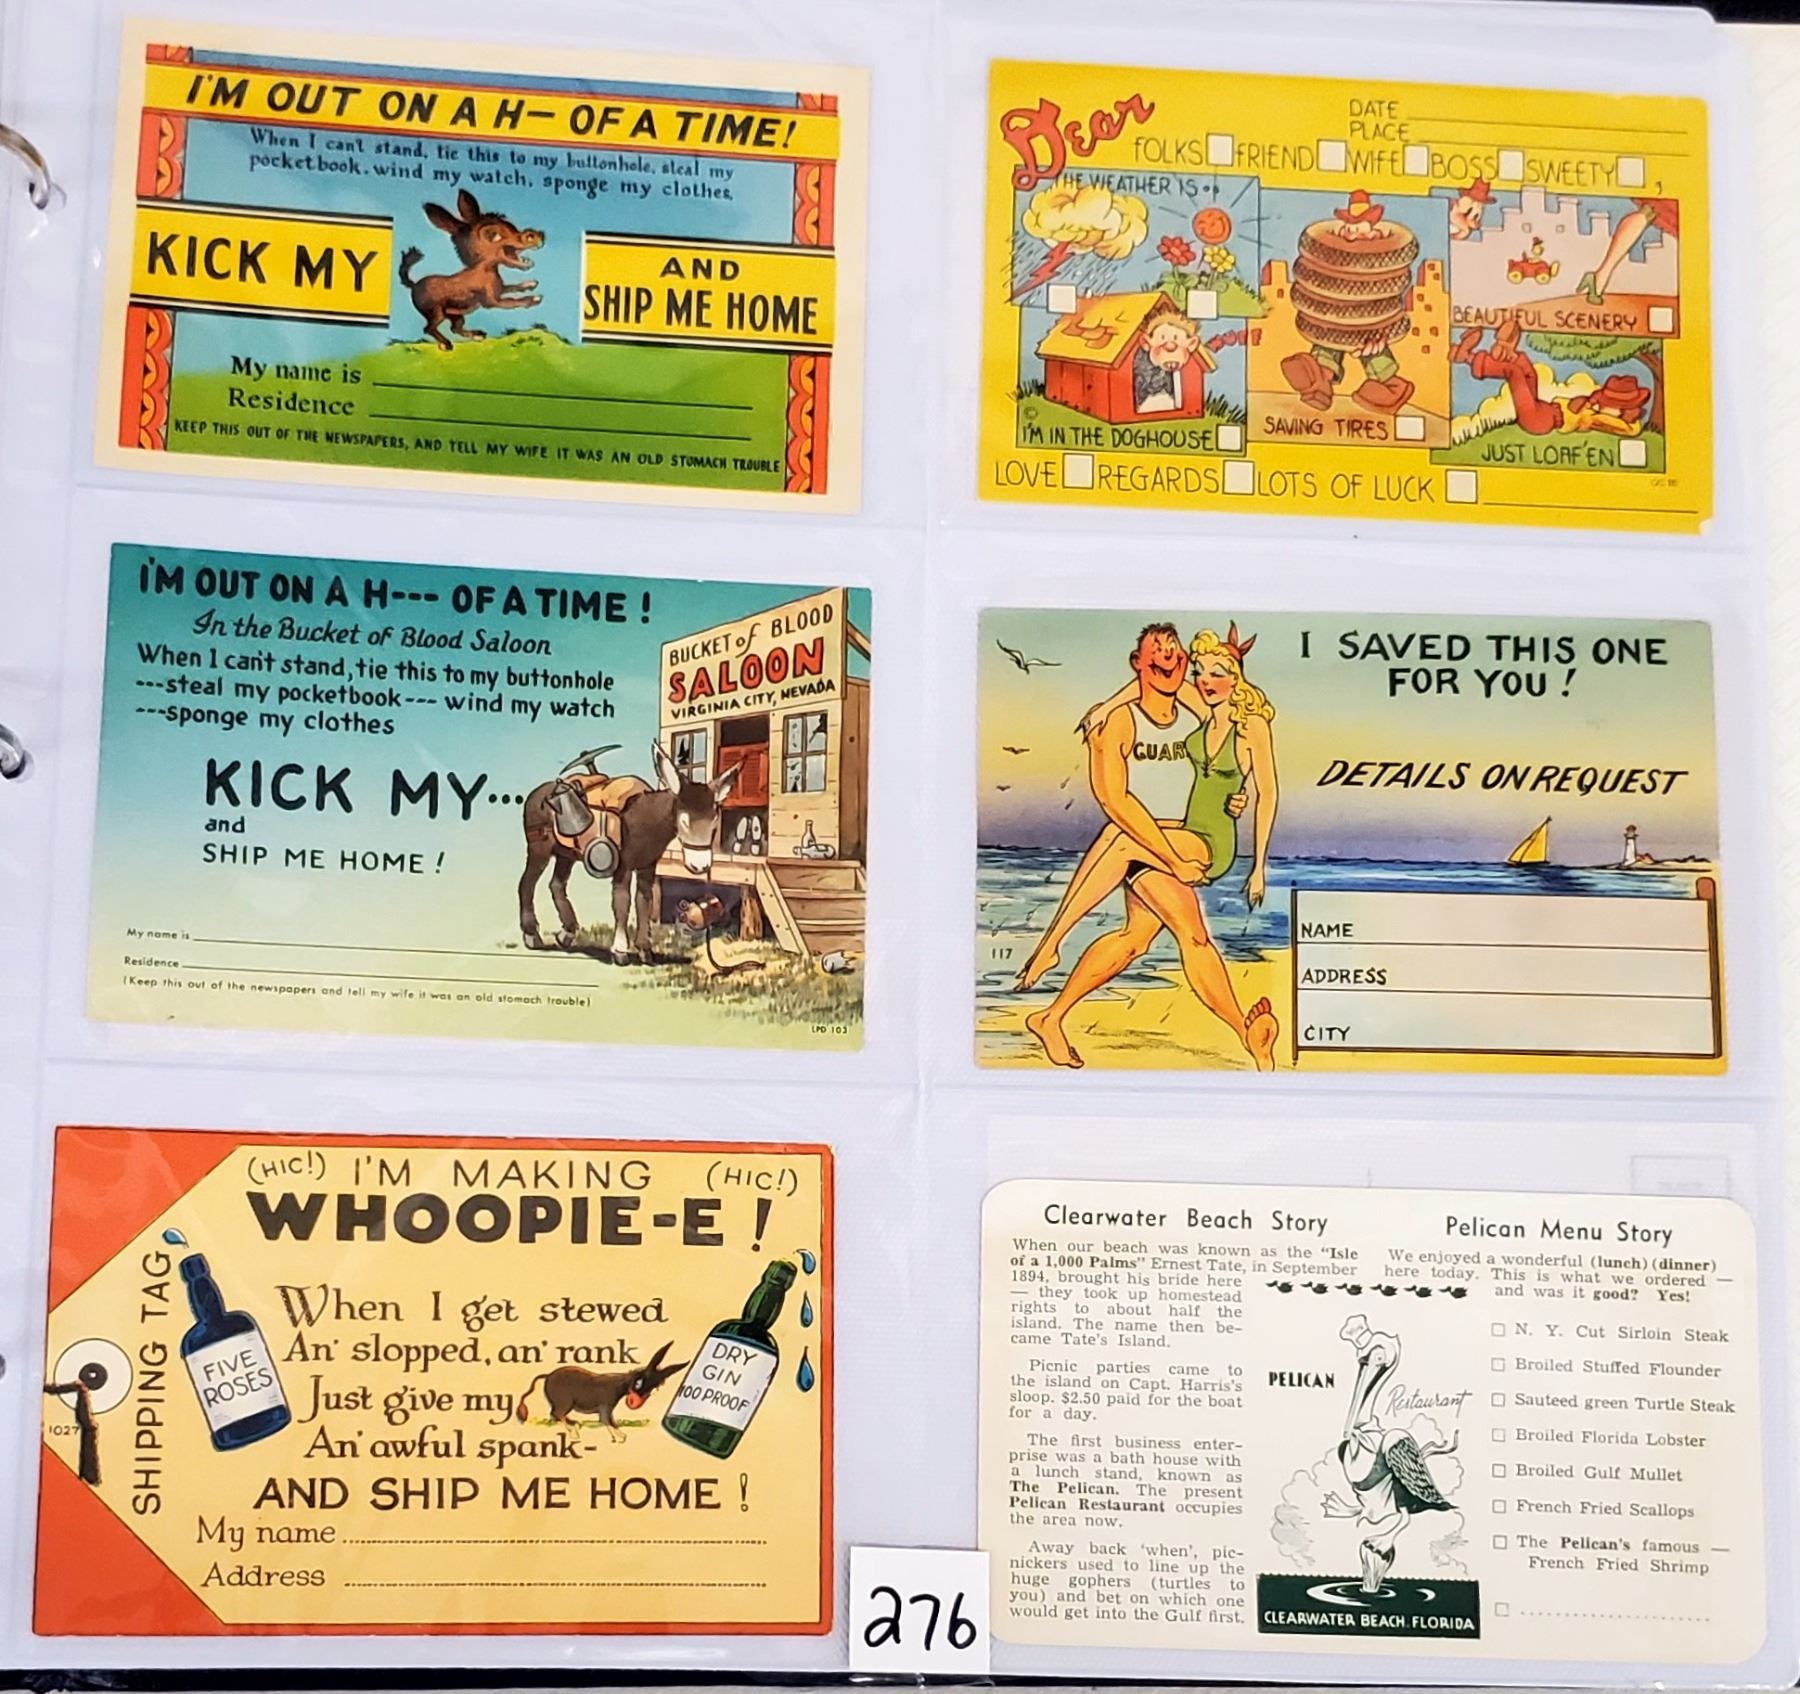 I'M OUT ON A H— OF A TIME!
When I can't stand, tie this to my buttonhole, steal my
pocketbook, wind my watch, sponge my clothes,
KICK MY
AND
SHIP ME HOME
My name is
Residence
KEEP THIS OUT OF THE NEWSPAPERS, AND TELL MY WIFE IT WAS AN OLD STOMACH TROUBLE
Dear
DATE
PLACE
FOLKS FRIEND WIFE BOSS SWEETY ,
THE WEATHER IS
BEAUTIFUL SCENERY
WOFF
©
I'M IN THE DOGHOUSE
SAVING TIRES
JUST LOAF'EN
LOVE REGARDS LOTS OF LUCK
I'M OUT ON A H--- OF A TIME !
In the Bucket of Blood Saloon
When I can't stand, tie this to my buttonhole
---steal my pocketbook--- wind my watch
---sponge my clothes
KICK MY...
and
SHIP ME HOME !
BUCKET of BLOOD
SALOON
VIRGINIA CITY, NEVADA
My name is
Residence
(Keep this out of the newspapers and tell my wife it was an old stomach trouble)
LPD 103
I SAVED THIS ONE
FOR YOU !
GUAR
DETAILS ON REQUEST
117
NAME
ADDRESS
CITY
(HIC!) I'M MAKING (HIC!)
WHOOPIE-E !
SHIPPING TAG
1027
FIVE
ROSES
When I get stewed
An' slopped, an' rank
Just give my
An' awful spank-
AND SHIP ME HOME !
DRY
GIN
100 PROOF
My name
Address
276
Clearwater Beach Story
When our beach was known as the "Isle
of a 1,000 Palms" Ernest Tate, in September
1894, brought his bride here
— they took up homestead
rights to about half the
island. The name then be-
came Tate's Island.
Picnic parties came to
the island on Capt. Harris's
sloop. $2.50 paid for the boat
for a day.
The first business enter-
prise was a bath house with
a lunch stand, known as
The Pelican. The present
Pelican Restaurant occupies
the area now.
Away back 'when', pic-
nickers used to line up the
huge gophers (turtles to
you) and bet on which one
would get into the Gulf first.
PELICAN
Restaurant
CLEARWATER BEACH, FLORIDA
Pelican Menu Story
We enjoyed a wonderful (lunch) (dinner)
here today. This is what we ordered —
and was it good? Yes!
N. Y. Cut Sirloin Steak
Broiled Stuffed Flounder
Sauteed green Turtle Steak
Broiled Florida Lobster
Broiled Gulf Mullet
French Fried Scallops
The Pelican's famous —
French Fried Shrimp